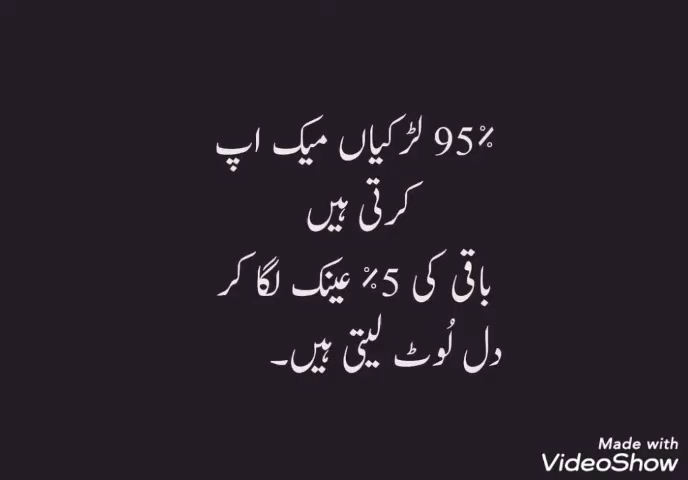 95٪ لڑکیاں میک اپ
کرتی ہیں
باقی کی 5٪ عینک لگا کر
دل لُوٹ لیتی ہیں۔
Made with
VideoShow